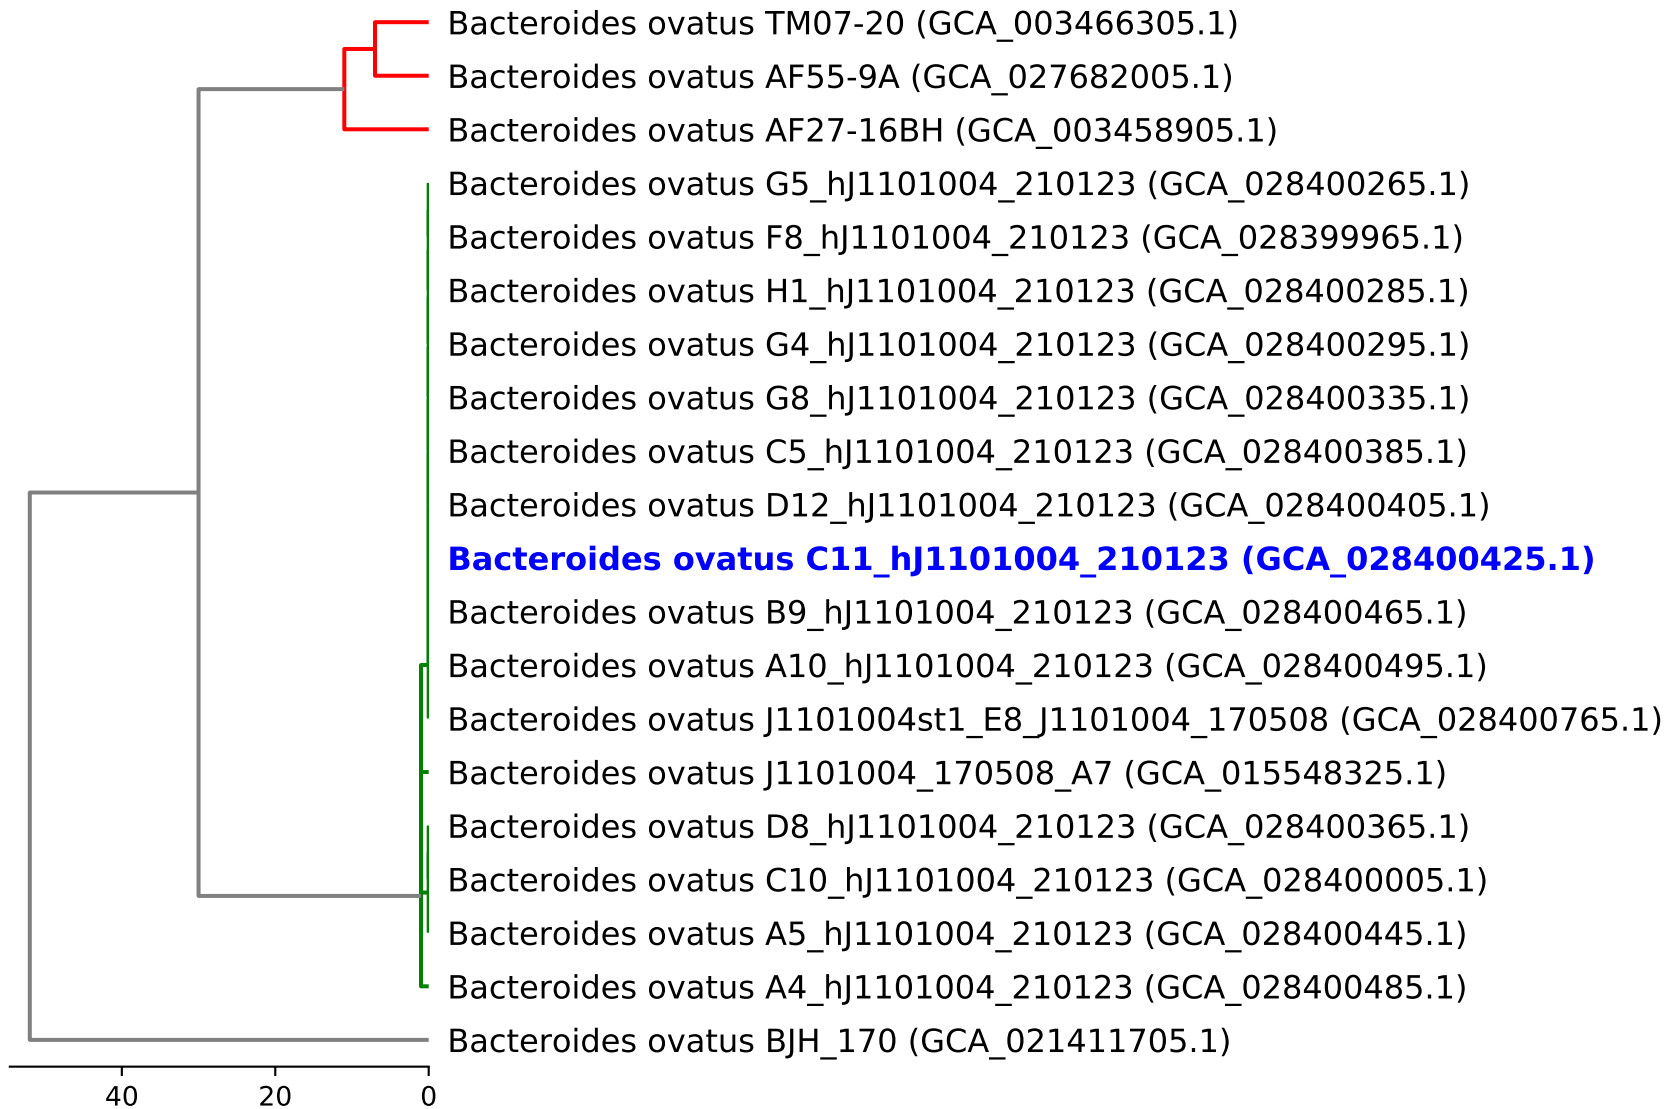 Bacteroides ovatus TM07-20 (GCA_003466305.1)
Bacteroides ovatus AF55-9A (GCA_027682005.1)
Bacteroides ovatus AF27-16BH (GCA_003458905.1)
Bacteroides ovatus G5_hJ1101004_210123 (GCA_028400265.1)
Bacteroides ovatus F8_hJ1101004_210123 (GCA_028399965.1)
Bacteroides ovatus H1_hJ1101004_210123 (GCA_028400285.1)
Bacteroides ovatus G4_hJ1101004_210123 (GCA_028400295.1)
Bacteroides ovatus G8_hJ1101004_210123 (GCA_028400335.1)
Bacteroides ovatus C5_hJ1101004_210123 (GCA_028400385.1)
Bacteroides ovatus D12_hJ1101004_210123 (GCA_028400405.1)
Bacteroides ovatus C11_hJ1101004_210123 (GCA_028400425.1)
Bacteroides ovatus B9_hJ1101004_210123 (GCA_028400465.1)
Bacteroides ovatus A10_hJ1101004_210123 (GCA_028400495.1)
Bacteroides ovatus J1101004st1_E8_J1101004_170508 (GCA_028400765.1)
Bacteroides ovatus J1101004_170508_A7 (GCA_015548325.1)
Bacteroides ovatus D8_hJ1101004_210123 (GCA_028400365.1)
Bacteroides ovatus C10_hJ1101004_210123 (GCA_028400005.1)
Bacteroides ovatus A5_hJ1101004_210123 (GCA_028400445.1)
Bacteroides ovatus A4_hJ1101004_210123 (GCA_028400485.1)
Bacteroides ovatus BJH_170 (GCA_021411705.1)
40 20 0